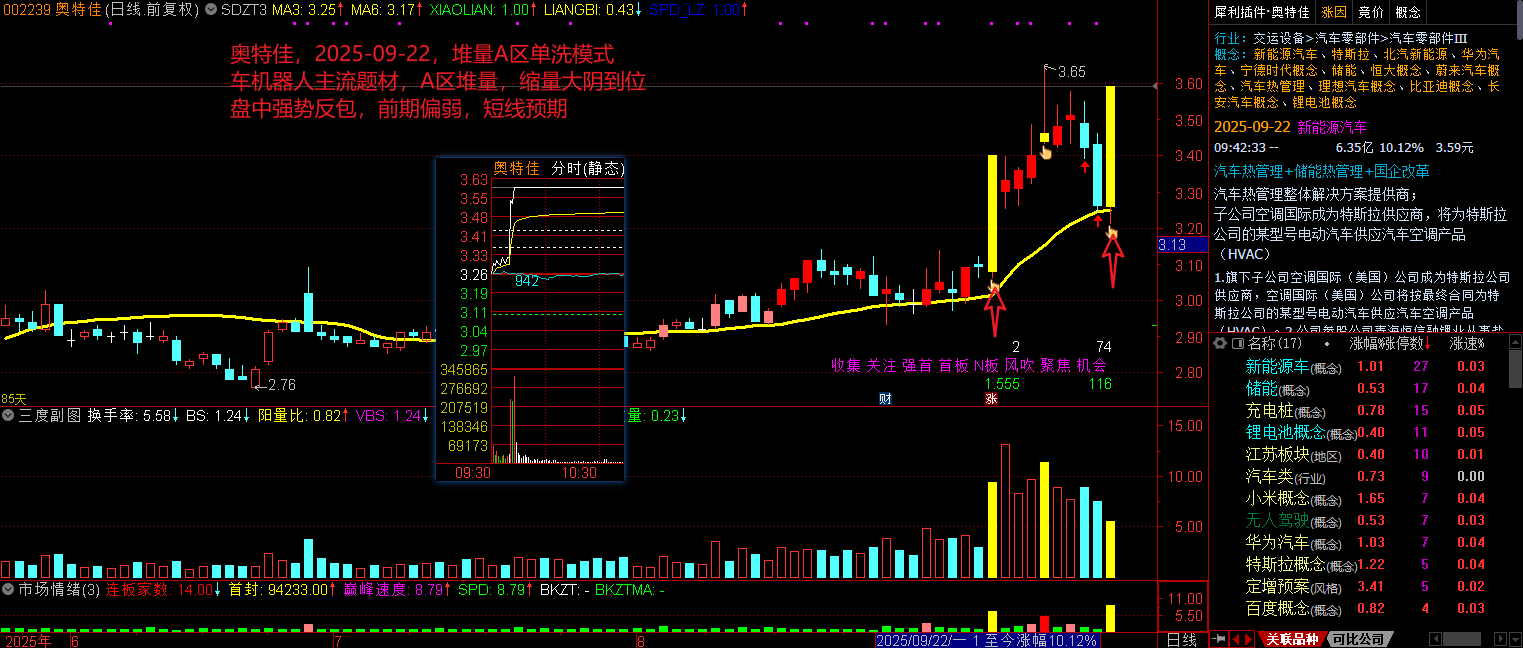 002239 奥特佳(日线.前复权) SDZT3 MA3: 3.25↑ MA6: 3.17↑ XIAOLIAN: 1.00↑ LIANGBI: 0.43↓ SPD_LZ 1.00↑
奥特佳，2025-09-22，堆量A区单洗模式
车机器人主流题材，A区堆量，缩量大阴到位
盘中强势反包，前期偏弱，短线预期
3.65
2.76
85天
3.60
3.50
3.40
3.30
3.20
3.13
3.10
3.00
2.90
2.80
奥特佳 分时(静态)
3.63
3.55
3.48
3.41
3.33
3.28
3.19
3.11
3.04
2.97
942
345865
276692
207519
138346
69173
09:30 10:30
2 74
收集 关注 强首 首板 N板 风吹 聚焦 机会
1.555 116
财 涨
三度副图 换手率: 5.58↓ BS: 1.24↓ 阳量比: 0.82↑ VBS: 1.24↓
量: 0.23↓
15.00
10.00
5.00
市场情绪(3) 连板家数: 14.00↓ 首封: 94233.00↑ 巅峰速度: 8.79↑ SPD: 8.79↑ BKZT: - BKZTMA: -
11.00
5.50
2025年 6 7 8 2025/09/22/一 1 至今涨幅10.12% 日线
犀利插件·奥特佳 涨因 竞价 概念
行业: 交运设备>汽车零部件>汽车零部件Ⅲ
概念: 新能源汽车、特斯拉、北汽新能源、华为汽
车、宁德时代概念、储能、恒大概念、蔚来汽车概
念、汽车热管理、理想汽车概念、比亚迪概念、长
安汽车概念、锂电池概念
2025-09-22 新能源汽车
09:42:33 -- 6.35亿 10.12% 3.59元
汽车热管理+储能热管理+国企改革
汽车热管理整体解决方案提供商；
子公司空调国际成为特斯拉供应商，将为特斯拉
公司的某型号电动汽车供应汽车空调产品
（HVAC）
1.旗下子公司空调国际（美国）公司成为特斯拉公司
供应商，空调国际（美国）公司将按最终合同为特
斯拉公司的某型号电动汽车供应汽车空调产品
名称(17) 涨幅% 涨停数↓ 涨速%
新能源车(概念) 1.01 27 0.03
储能(概念) 0.53 17 0.04
充电桩(概念) 0.78 15 0.05
锂电池概念(概念) 0.40 11 0.05
江苏板块(地区) 0.40 10 0.01
汽车类(行业) 0.73 9 0.00
小米概念(概念) 1.65 7 0.04
无人驾驶(概念) 0.53 7 0.03
华为汽车(概念) 1.03 7 0.04
特斯拉概念(概念) 1.22 5 0.04
定增预案(风格) 3.41 5 0.02
百度概念(概念) 0.82 4 0.03
关联品种 可比公司